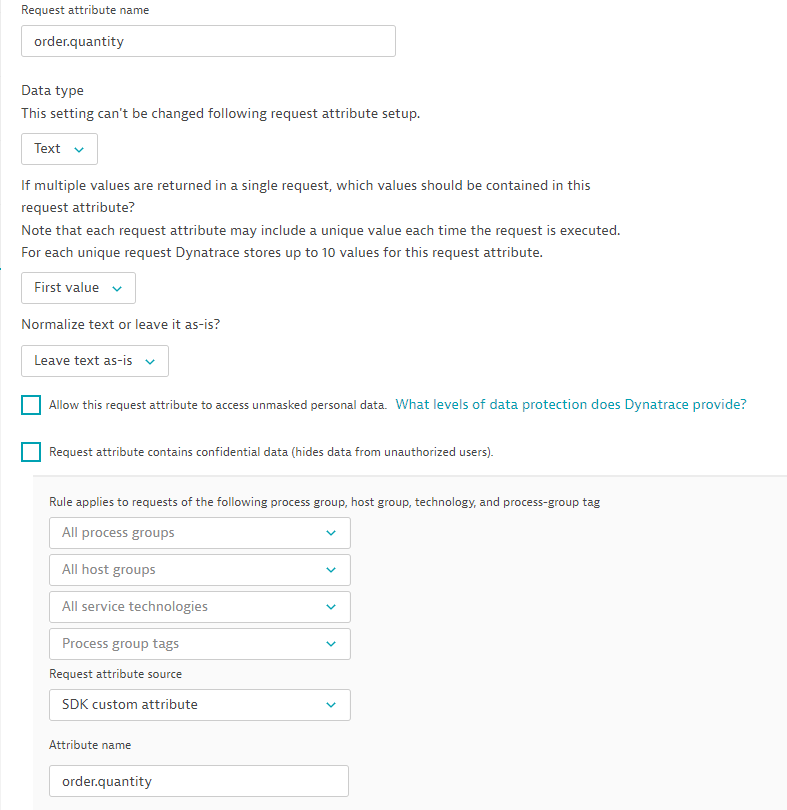 Request attribute name
order.quantity
Data type
This setting can't be changed following request attribute setup.
Text
If multiple values are returned in a single request, which values should be contained in this
request attribute?
Note that each request attribute may include a unique value each time the request is executed.
For each unique request Dynatrace stores up to 10 values for this request attribute.
First value
Normalize text or leave it as-is?
Leave text as-is
Allow this request attribute to access unmasked personal data. What levels of data protection does Dynatrace provide?
Request attribute contains confidential data (hides data from unauthorized users).
Rule applies to requests of the following process group, host group, technology, and process-group tag
All process groups
All host groups
All service technologies
Process group tags
Request attribute source
SDK custom attribute
Attribute name
order.quantity